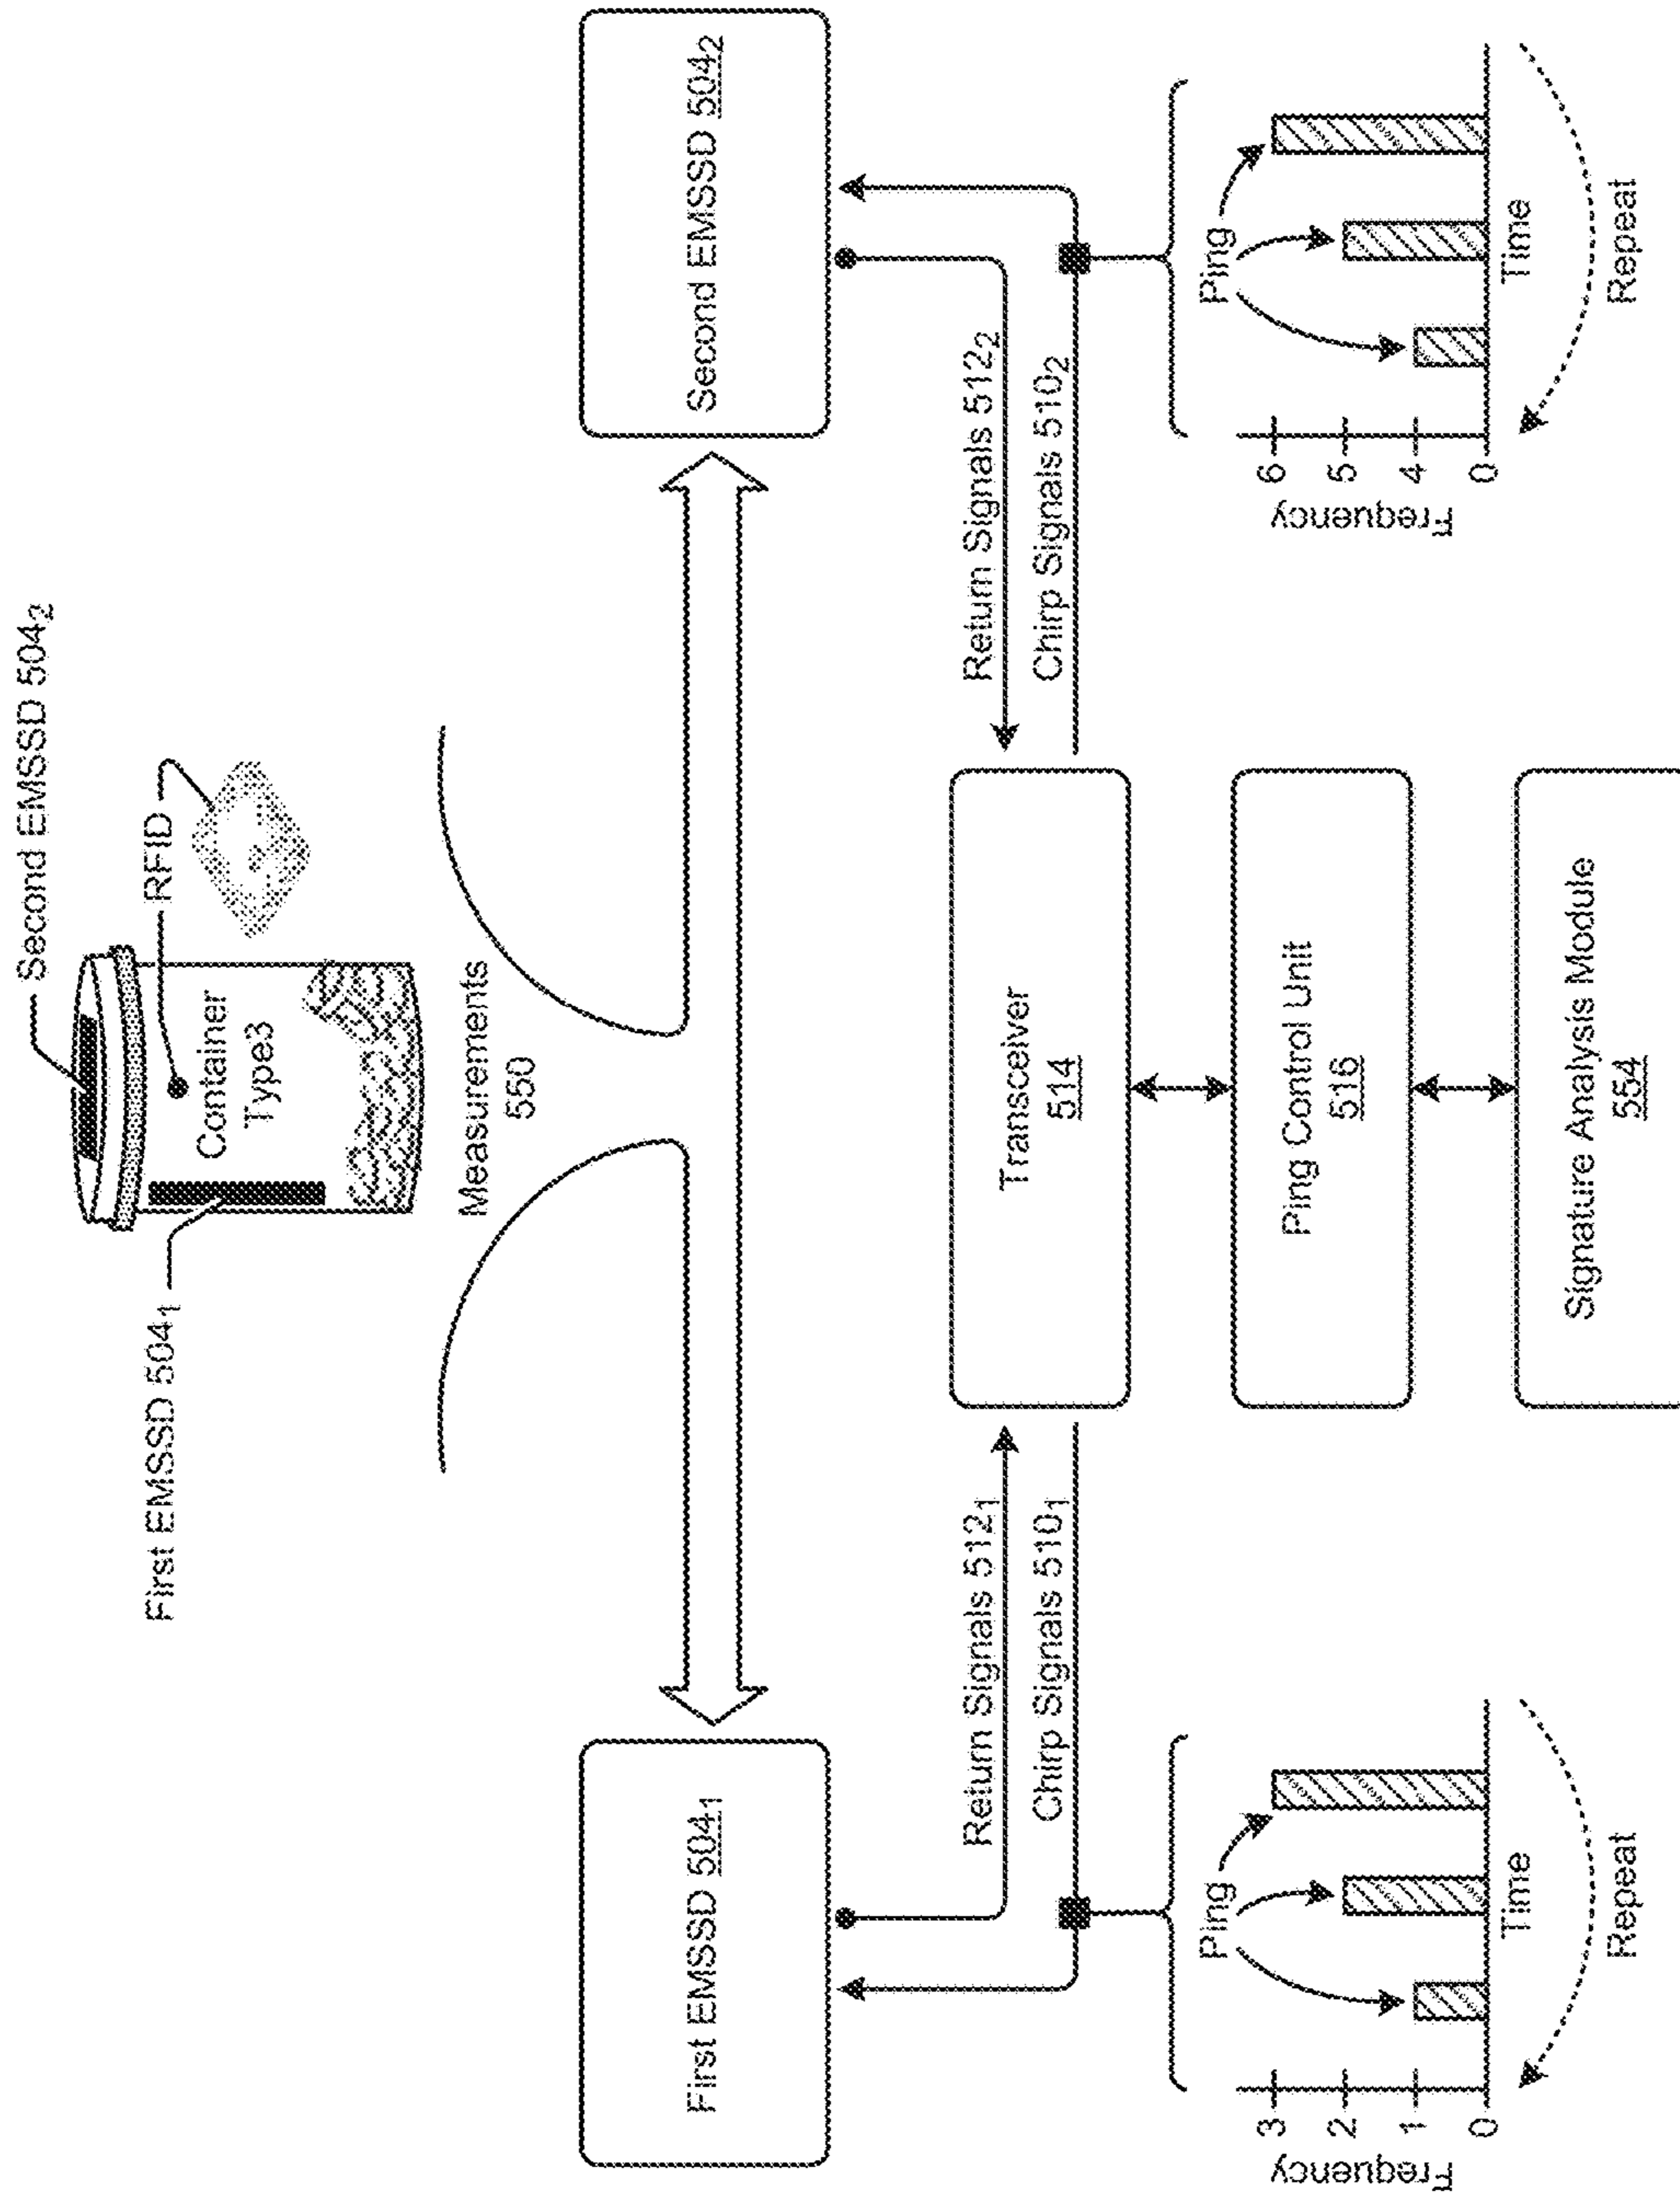 Second EMSSD 504₂
RFID
First EMSSD 504₁
Container
Type3
Measurements
550
First EMSSD 504₁
Second EMSSD 504₂
Return Signals 512₁
Chirp Signals 510₁
Return Signals 512₂
Chirp Signals 510₂
Transceiver
514
Ping Control Unit
516
Signature Analysis Module
554
Frequency
3
2
1
0
Ping
Time
Repeat
Frequency
6
5
4
0
Ping
Time
Repeat